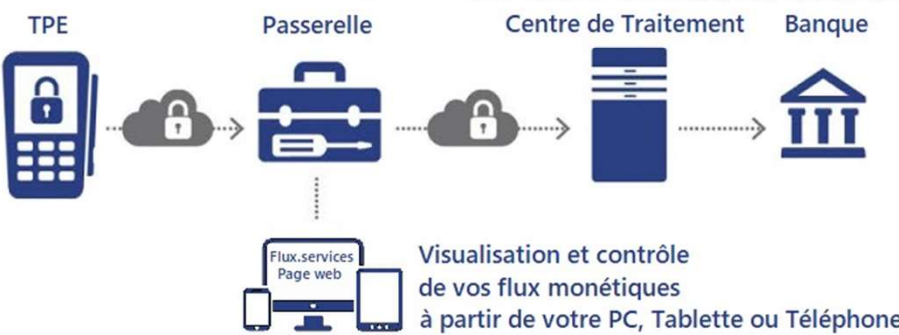 TPE
Passerelle
Centre de Traitement
Banque
Flux.services
Page web
Visualisation et contrôle
de vos flux monétiques
à partir de votre PC, Tablette ou Téléphone